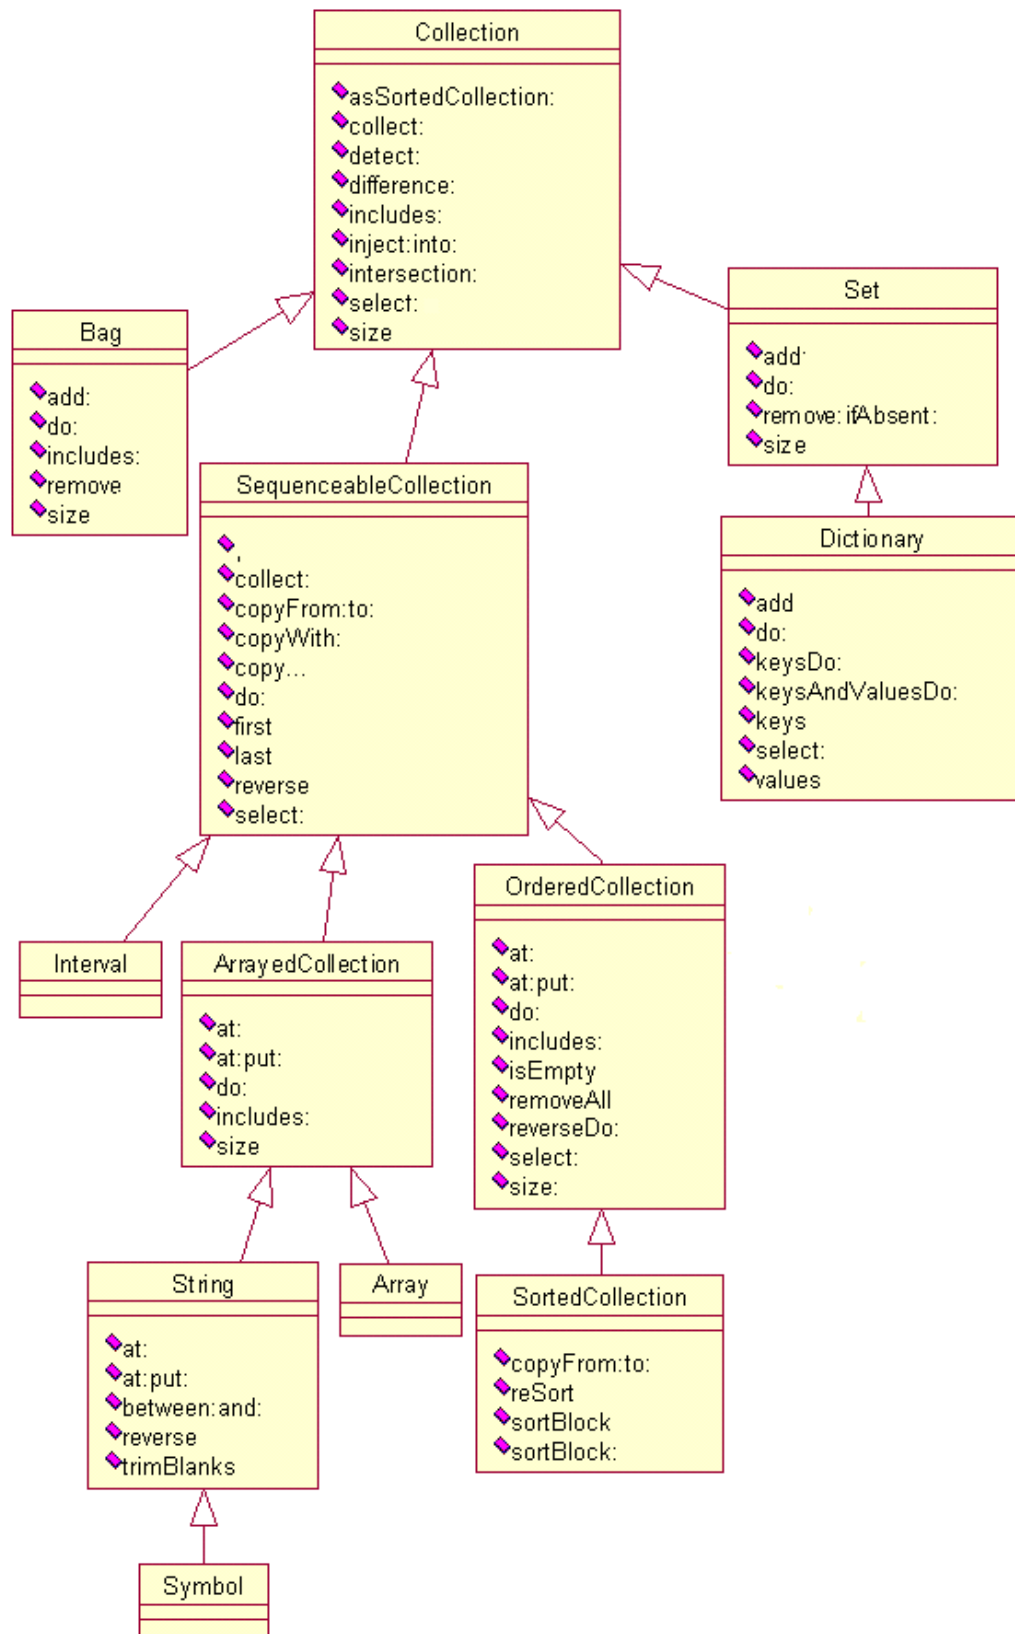 Collection
asSortedCollection:
collect:
detect:
difference:
includes:
inject:into:
intersection:
select:
size
Bag
add:
do:
includes:
remove
size
Set
add:
do:
remove:ifAbsent:
size
SequenceableCollection
,
collect:
copyFrom:to:
copyWith:
copy...
do:
first
last
reverse
select:
Dictionary
add
do:
keysDo:
keysAndValuesDo:
keys
select:
values
Interval
ArrayedCollection
at:
at:put:
do:
includes:
size
OrderedCollection
at:
at:put:
do:
includes:
isEmpty
removeAll
reverseDo:
select:
size:
String
at:
at:put:
between:and:
reverse
trimBlanks
Array
SortedCollection
copyFrom:to:
reSort
sortBlock
sortBlock:
Symbol